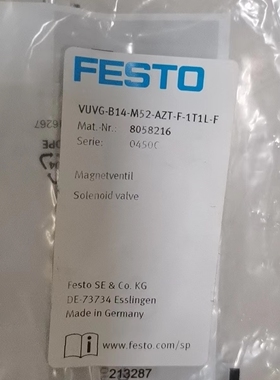 FESTO
VUVG-B14-M52-AZT-F-1T1L-F
Mat.-Nr.: 8058216
Serie: 0450C
Magnetventil
Solenoid valve
Festo SE & Co. KG
DE-73734 Esslingen
Made in Germany
www.festo.com/sp
213287